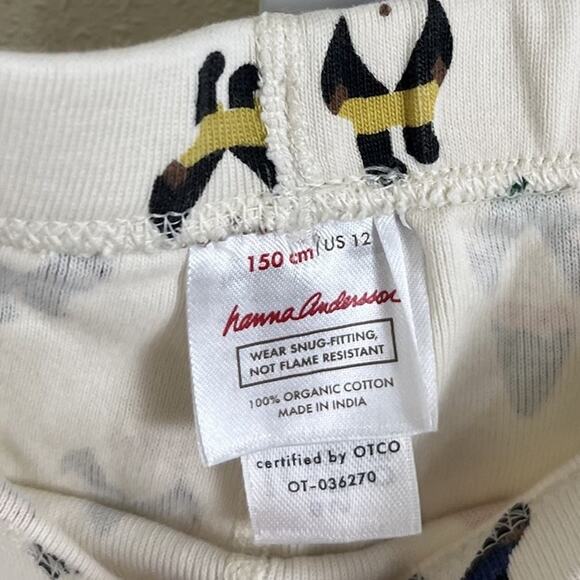 150 cm/US 12
hanna Andersson
WEAR SNUG-FITTING,
NOT FLAME RESISTANT
100% ORGANIC COTTON
MADE IN INDIA
certified by OTCO
OT-036270